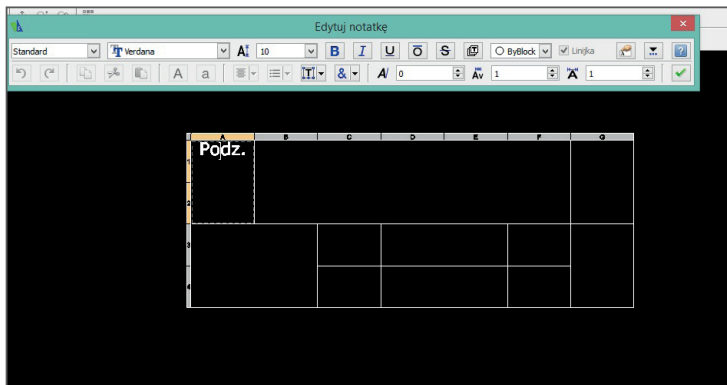 Edytuj notatkę
Standard Verdana 10 B I U O S ByBlock Linijka
A a & A/ 0 1 1
A B C D E F G
Podz.
1
2
3
4